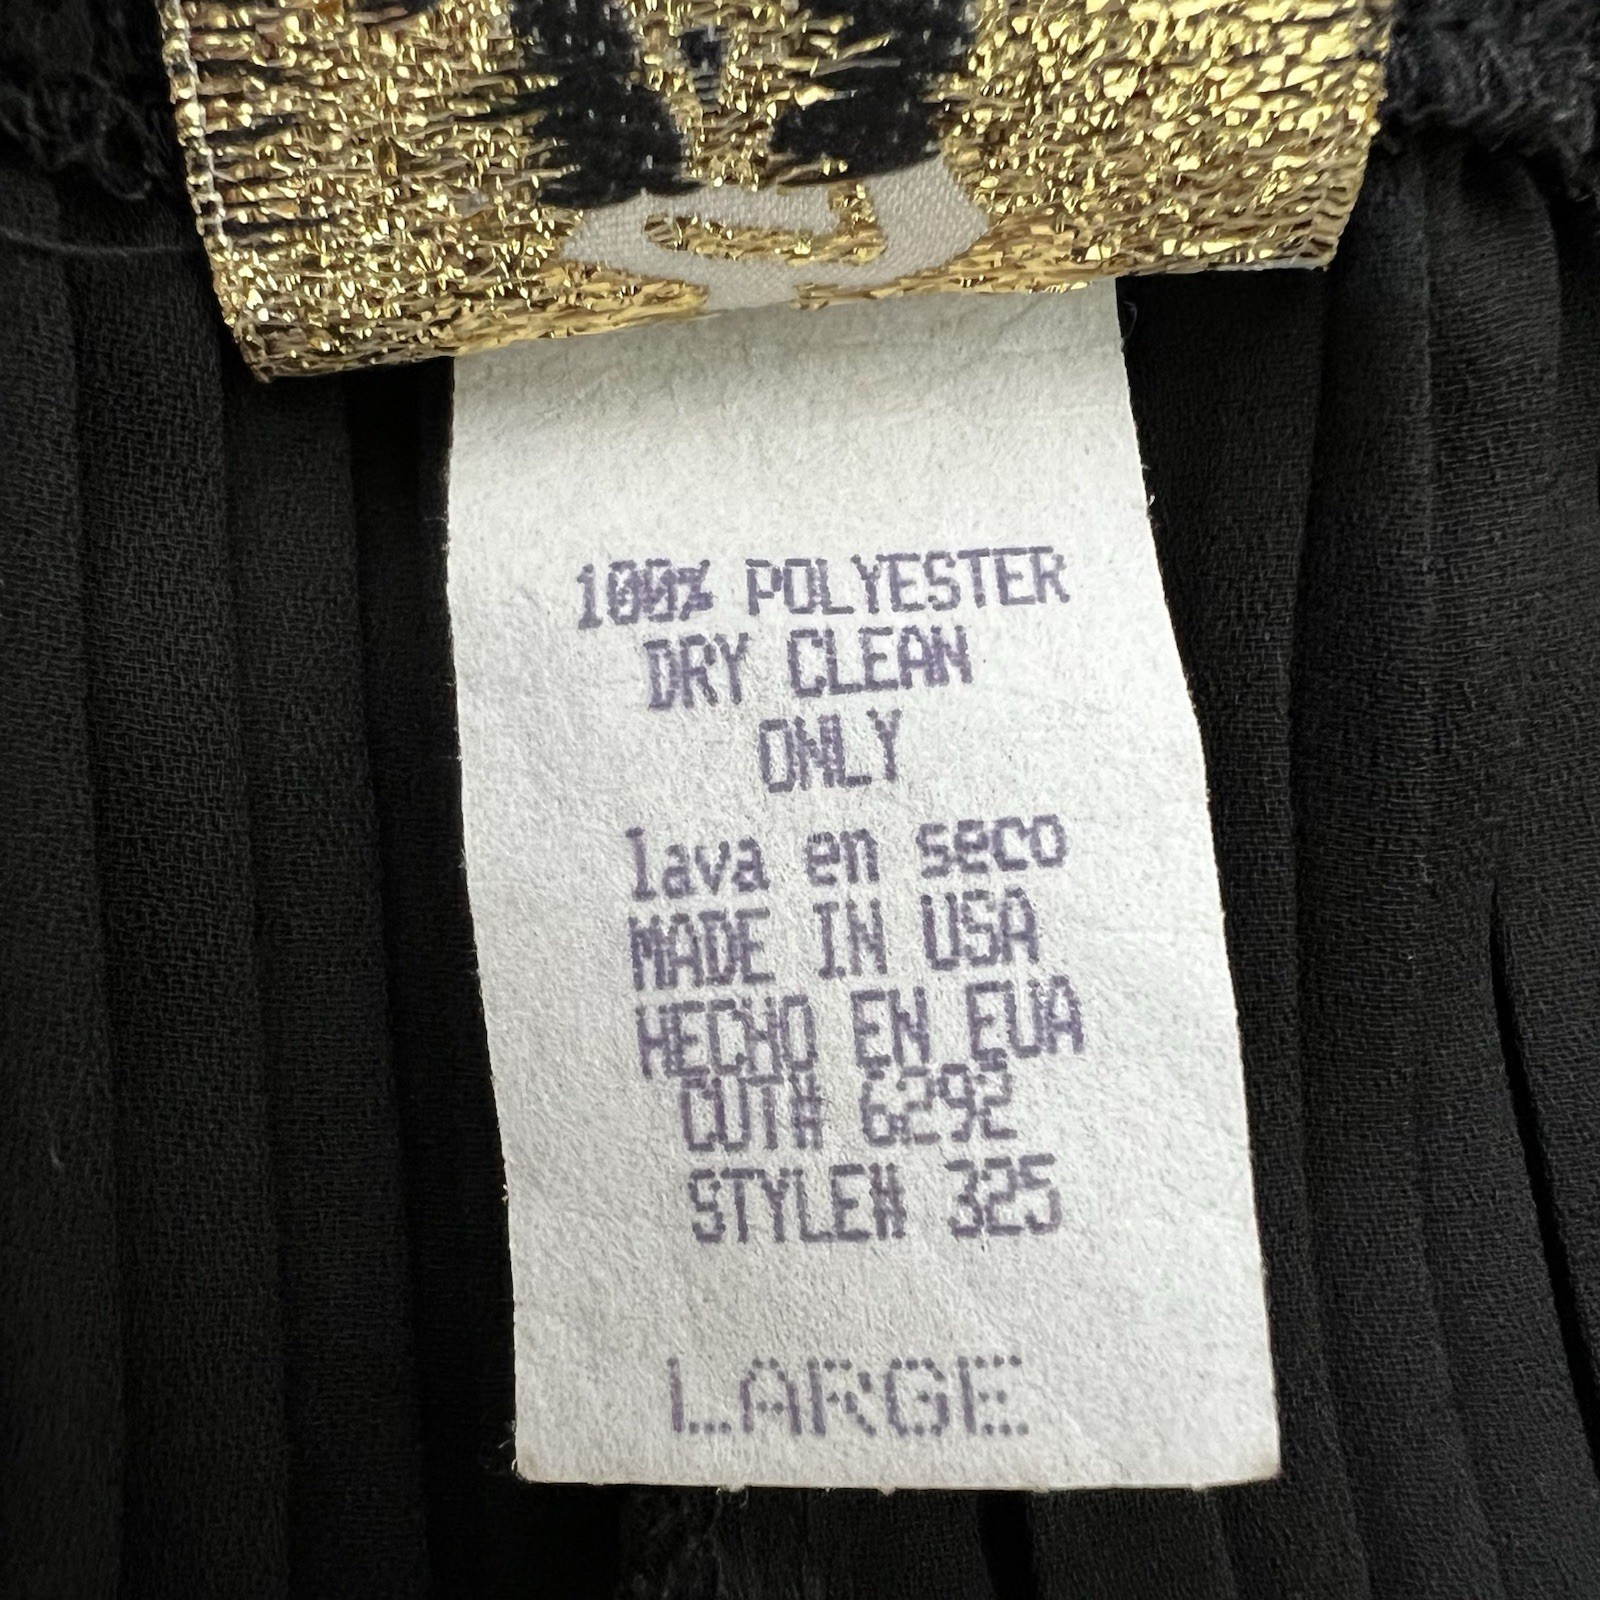 100% POLYESTER
DRY CLEAN
ONLY
lava en seco
MADE IN USA
HECHO EN EUA
CUT# 6292
STYLE# 325
LARGE